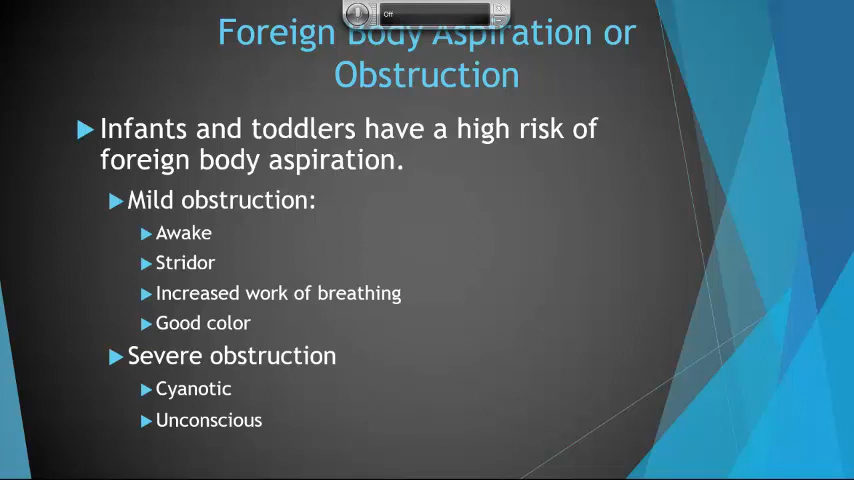 Off
Foreign Body Aspiration or
Obstruction
Infants and toddlers have a high risk of
foreign body aspiration.
Mild obstruction:
Awake
Stridor
Increased work of breathing
Good color
Severe obstruction
Cyanotic
Unconscious